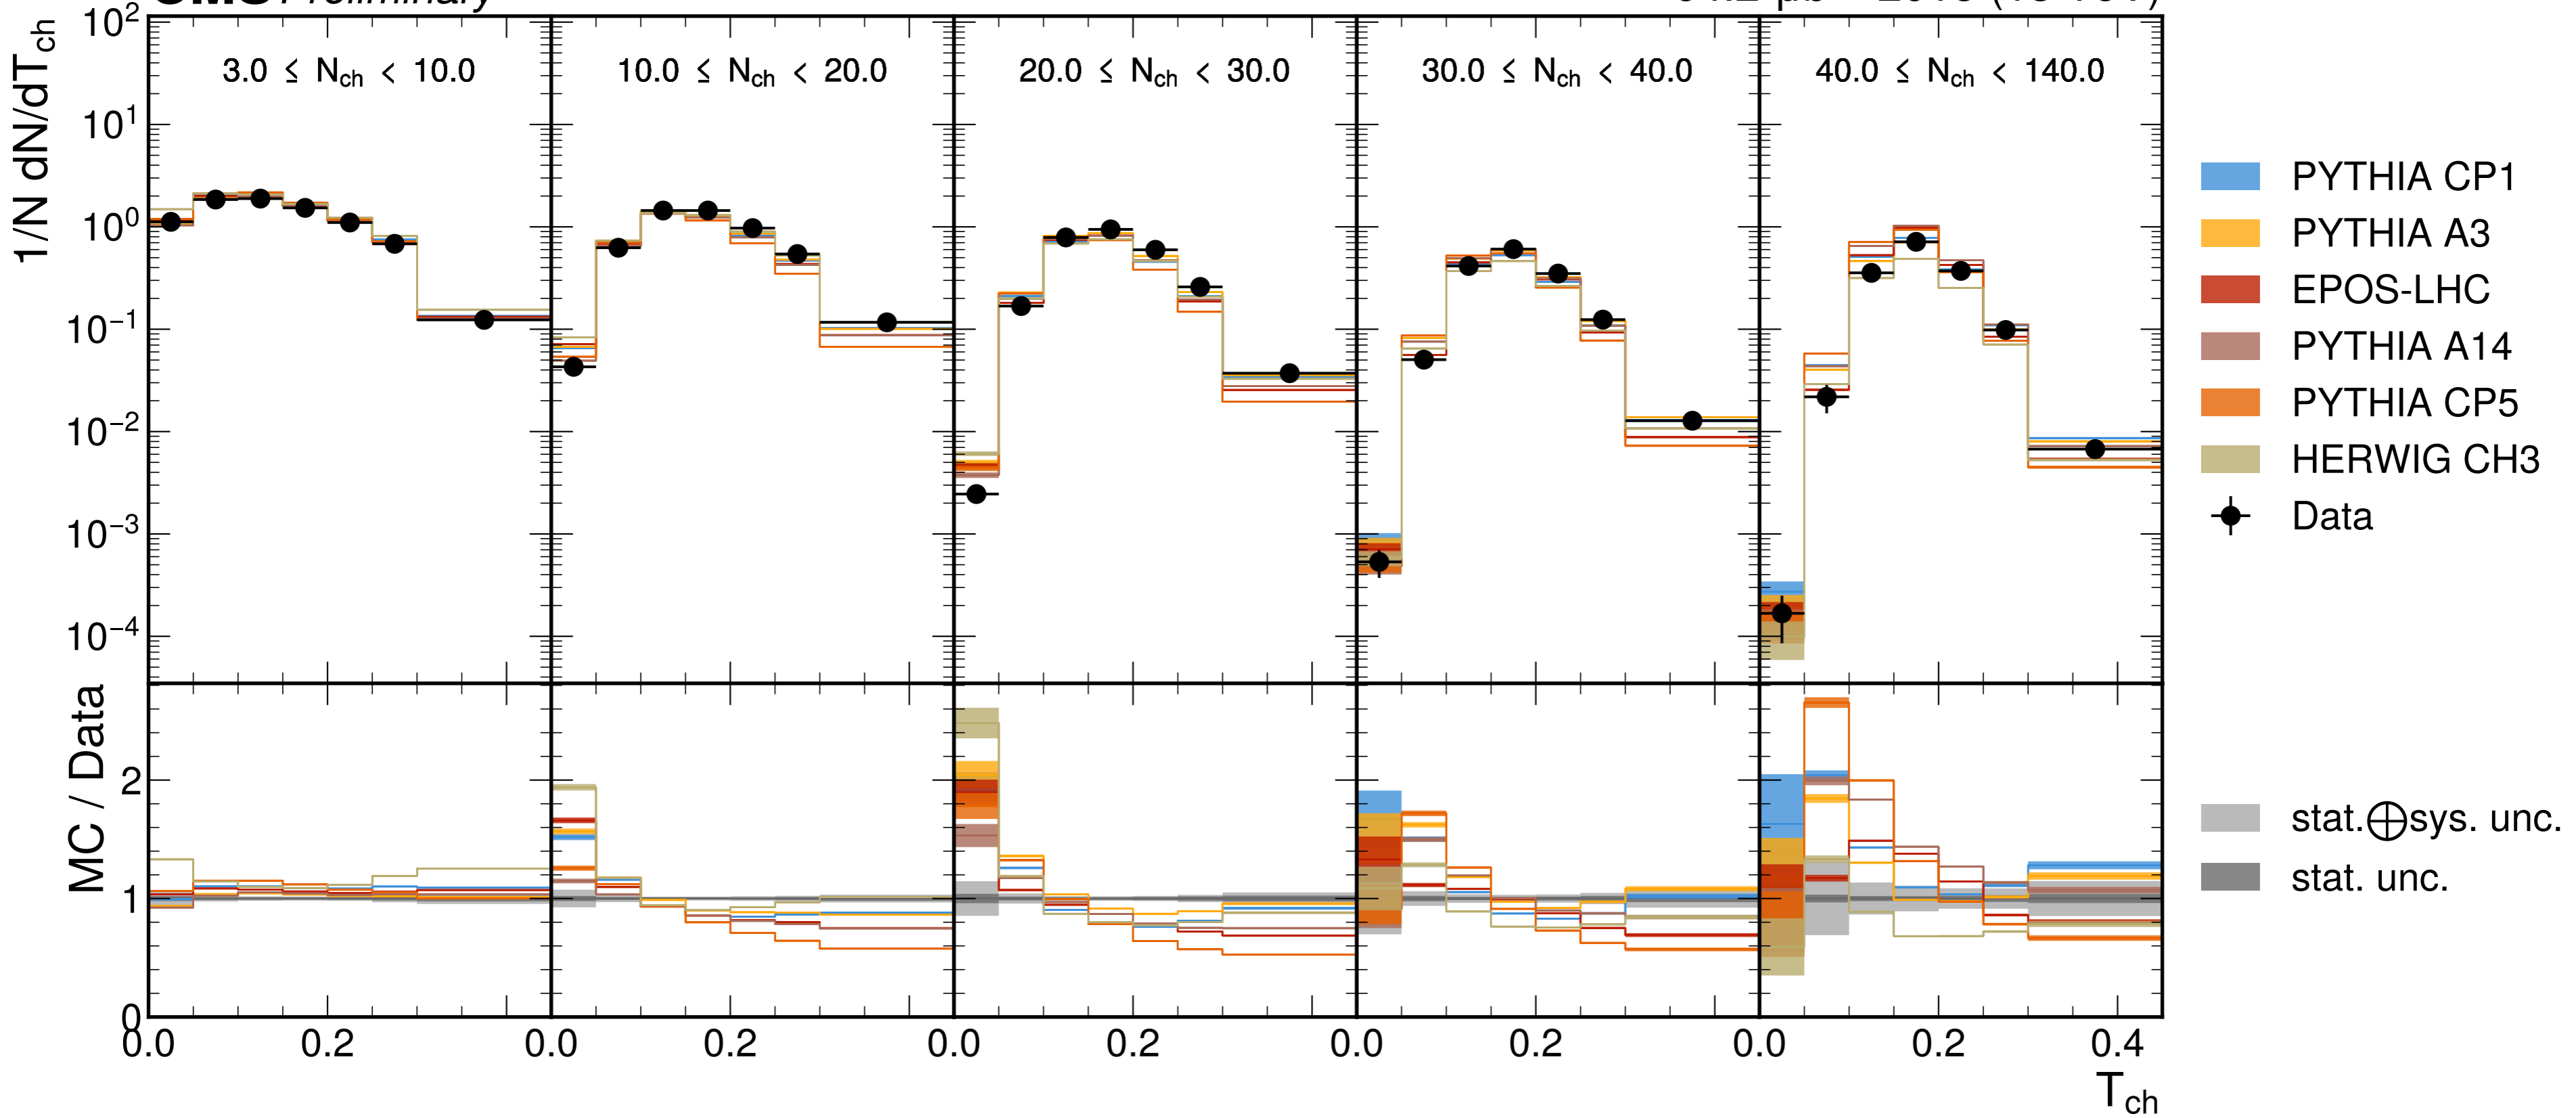 Preliminary
10²
10¹
10⁰
10⁻¹
10⁻²
10⁻³
10⁻⁴
1/N dN/dT_ch
3.0 ≤ N_ch < 10.0
10.0 ≤ N_ch < 20.0
20.0 ≤ N_ch < 30.0
30.0 ≤ N_ch < 40.0
40.0 ≤ N_ch < 140.0
PYTHIA CP1
PYTHIA A3
EPOS-LHC
PYTHIA A14
PYTHIA CP5
HERWIG CH3
Data
MC / Data
2
1
0
stat.⊕sys. unc.
stat. unc.
0.0 0.2 0.0 0.2 0.0 0.2 0.0 0.2 0.0 0.2 0.4
T_ch